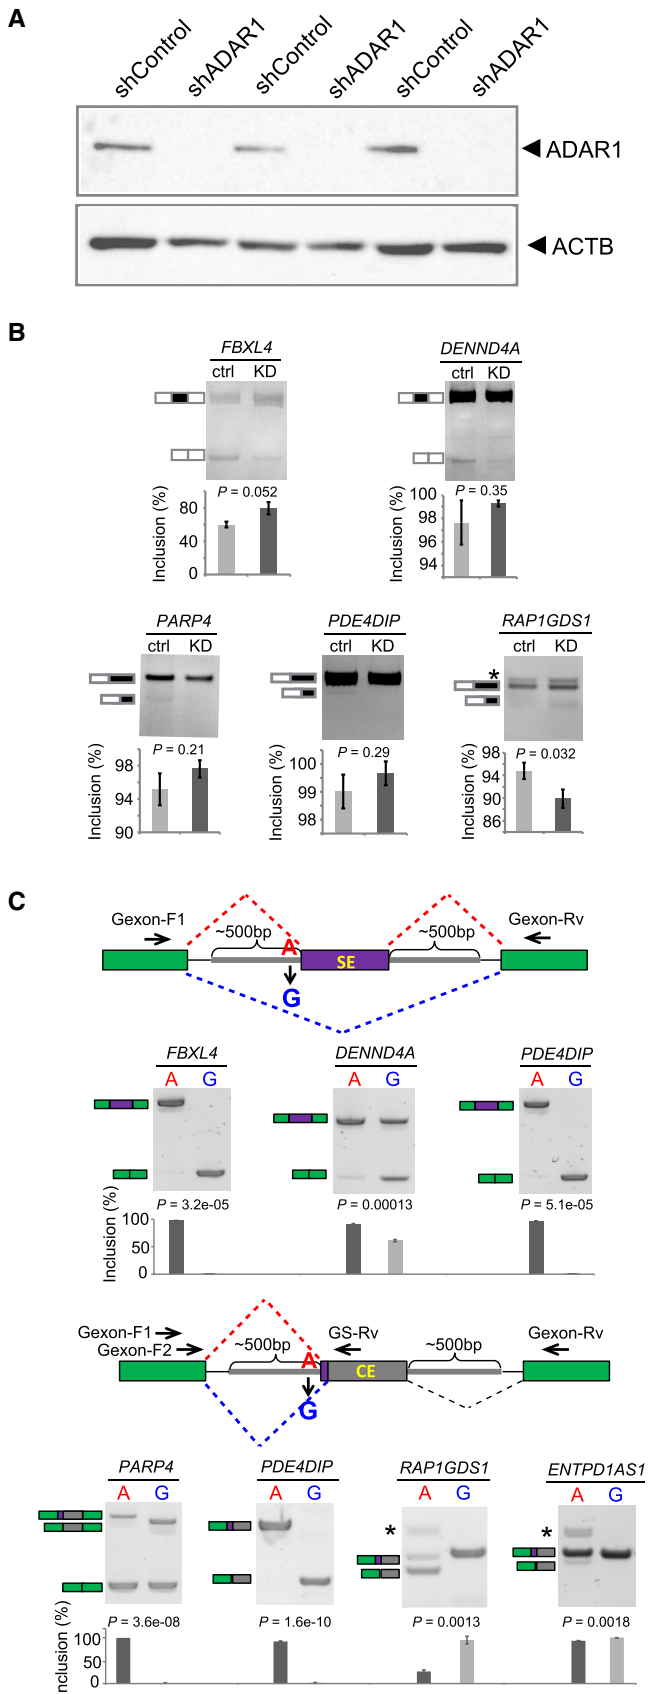 A
shControl shADAR1 shControl shADAR1 shControl shADAR1
ADAR1
ACTB
B
FBXL4
ctrl KD
Inclusion (%)
P = 0.052
80
40
0
DENND4A
ctrl KD
Inclusion (%)
P = 0.35
100
98
96
94
PARP4
ctrl KD
Inclusion (%)
P = 0.21
98
94
90
PDE4DIP
ctrl KD
Inclusion (%)
P = 0.29
100
99
98
RAP1GDS1
ctrl KD
*
Inclusion (%)
P = 0.032
98
94
90
86
C
Gexon-F1 ~500bp A SE ~500bp Gexon-Rv
G
FBXL4 DENND4A PDE4DIP
A G A G A G
P = 3.2e-05 P = 0.00013 P = 5.1e-05
Inclusion (%)
100
50
0
Gexon-F1
Gexon-F2
~500bp A GS-Rv CE ~500bp Gexon-Rv
G
PARP4 PDE4DIP RAP1GDS1 ENTPD1AS1
A G A G A G A G
* *
P = 3.6e-08 P = 1.6e-10 P = 0.0013 P = 0.0018
nclusion (%)
100
50
0